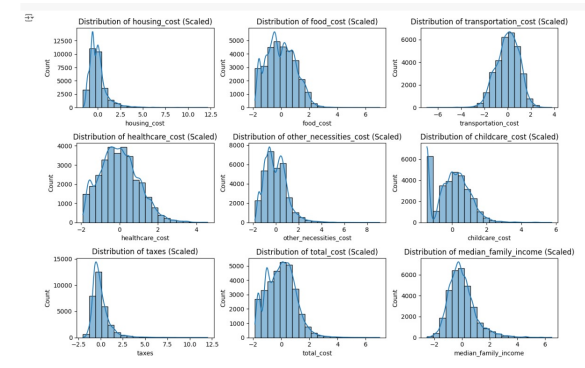 Distribution of housing_cost (Scaled) Distribution of food_cost (Scaled) Distribution of transportation_cost (Scaled)
Count
12500
10000
7500
5000
2500
0
0.0 2.5 5.0 7.5 10.0 12.5
housing_cost
Count
5000
4000
3000
2000
1000
0
−2 0 2 4 6
food_cost
Count
6000
4000
2000
0
−6 −4 −2 0 2 4
transportation_cost
Distribution of healthcare_cost (Scaled) Distribution of other_necessities_cost (Scaled) Distribution of childcare_cost (Scaled)
Count
4000
3000
2000
1000
0
−2 0 2 4
healthcare_cost
Count
8000
6000
4000
2000
0
−2 0 2 4 6 8
other_necessities_cost
Count
6000
4000
2000
0
0 2 4 6
childcare_cost
Distribution of taxes (Scaled) Distribution of total_cost (Scaled) Distribution of median_family_income (Scaled)
Count
15000
10000
5000
0
−2.5 0.0 2.5 5.0 7.5 10.0 12.5
taxes
Count
5000
4000
3000
2000
1000
0
−2 0 2 4 6
total_cost
Count
6000
4000
2000
0
−2 0 2 4 6
median_family_income